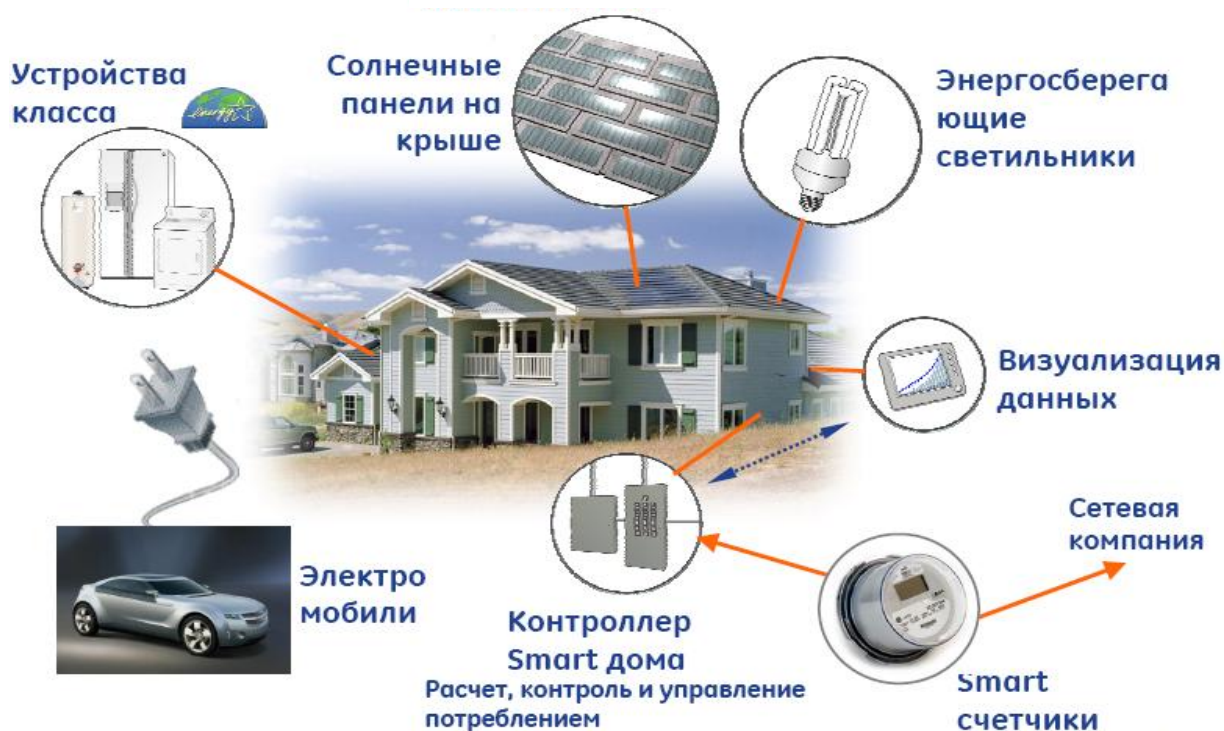 Устройства
класса
energy
Солнечные
панели на
крыше
Энергосберега
ющие
светильники
Визуализация
данных
Сетевая
компания
Электро
мобили
Контроллер
Smart дома
Расчет, контроль и управление
потреблением
Smart
счетчики